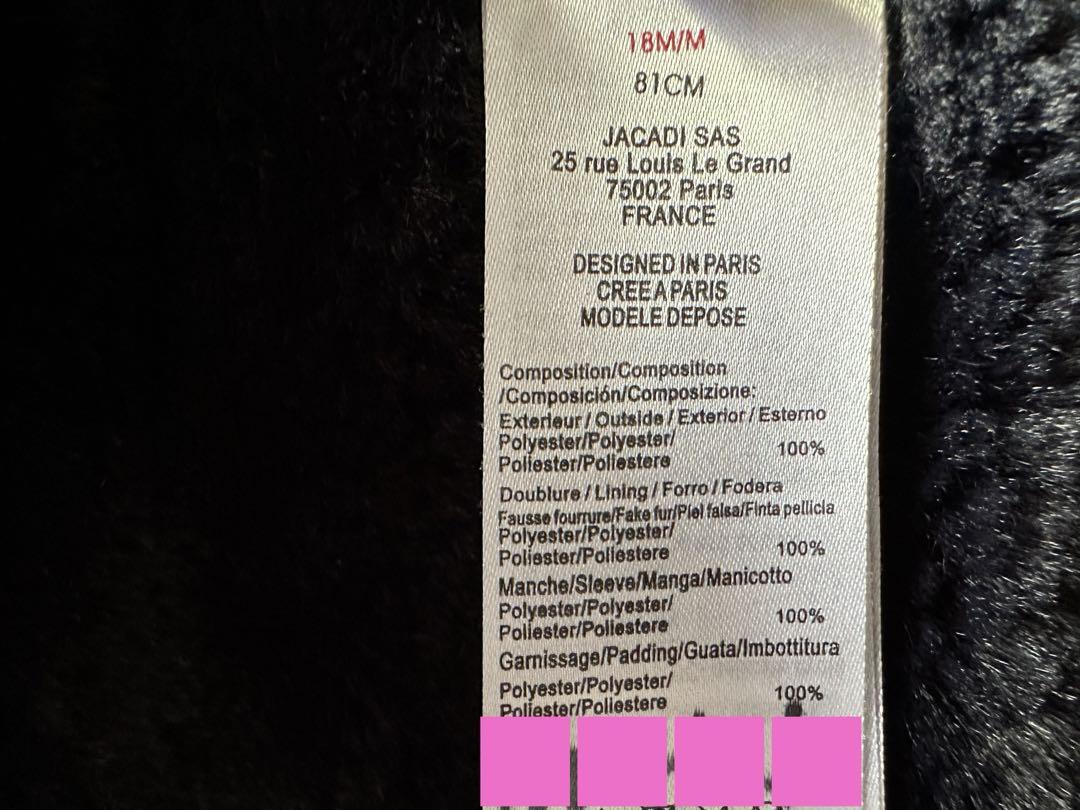 18M/M
81CM
JACADI SAS
25 rue Louis Le Grand
75002 Paris
FRANCE
DESIGNED IN PARIS
CREE A PARIS
MODELE DEPOSE
Composition/Composition
/Composición/Composizione:
Exterieur / Outside / Exterior / Esterno
Polyester/Polyester/
Poliester/Poliestere 100%
Doublure / Lining / Forro / Fodera
Fausse fourrure/Fake fur/Piel falsa/Finta pellicia
Polyester/Polyester/
Poliester/Poliestere 100%
Manche/Sleeve/Manga/Manicotto
Polyester/Polyester/
Poliester/Poliestere 100%
Garnissage/Padding/Guata/Imbottitura
Polyester/Polyester/
Poliester/Poliestere 100%